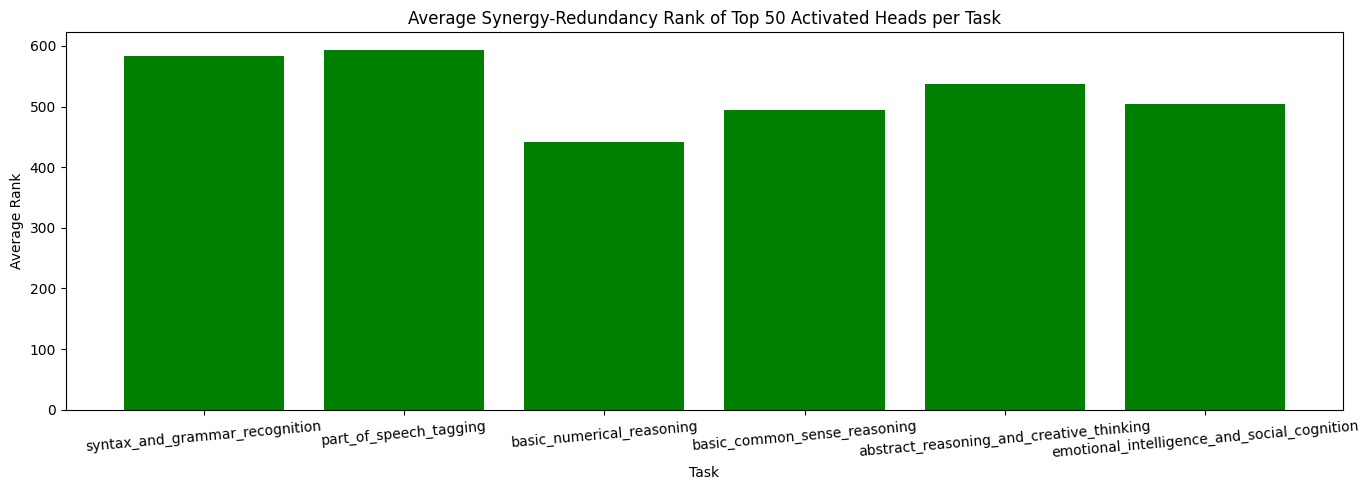 Average Synergy-Redundancy Rank of Top 50 Activated Heads per Task
Average Rank
600
500
400
300
200
100
0
syntax_and_grammar_recognition
part_of_speech_tagging
basic_numerical_reasoning
basic_common_sense_reasoning
abstract_reasoning_and_creative_thinking
emotional_intelligence_and_social_cognition
Task